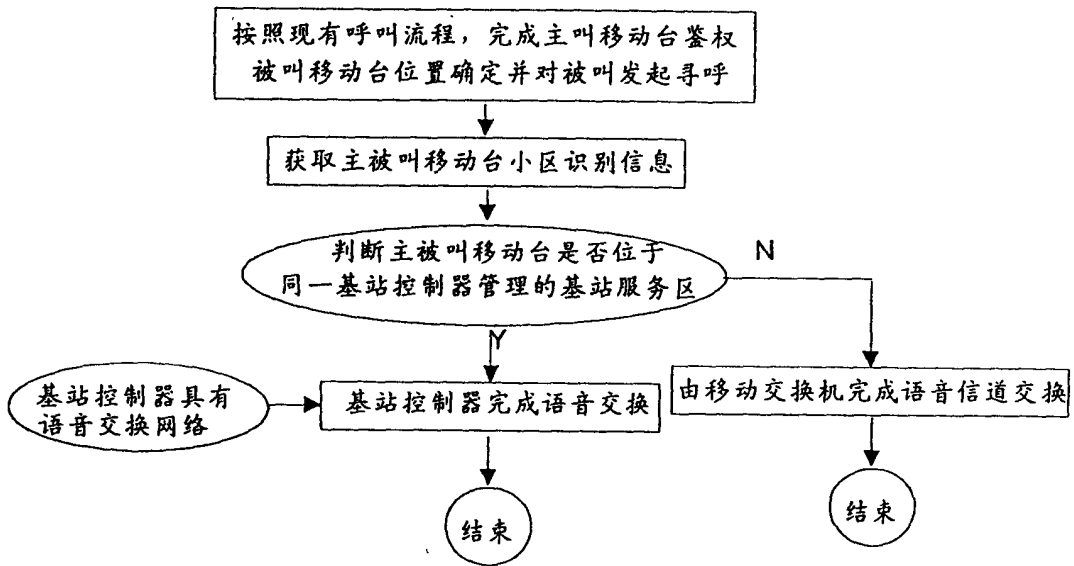 按照现有呼叫流程，完成主叫移动台鉴权
被叫移动台位置确定并对被叫发起寻呼
获取主被叫移动台小区识别信息
判断主被叫移动台是否位于
同一基站控制器管理的基站服务区
N
Y
基站控制器具有
语音交换网络
基站控制器完成语音交换
由移动交换机完成语音信道交换
结束
结束